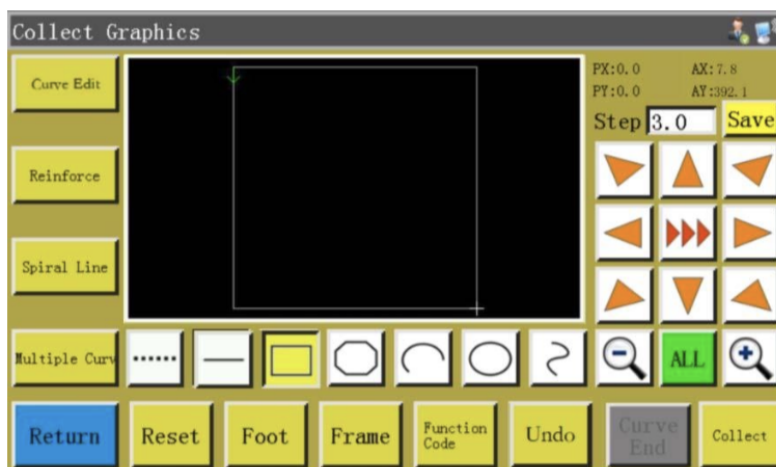 Collect Graphics
Curve Edit
PX:0.0 AX:7.8
PY:0.0 AY:392.1
Step 3.0 Save
Reinforce
Spiral Line
Multiple Curv
ALL
Return Reset Foot Frame Function Code Undo Curve End Collect